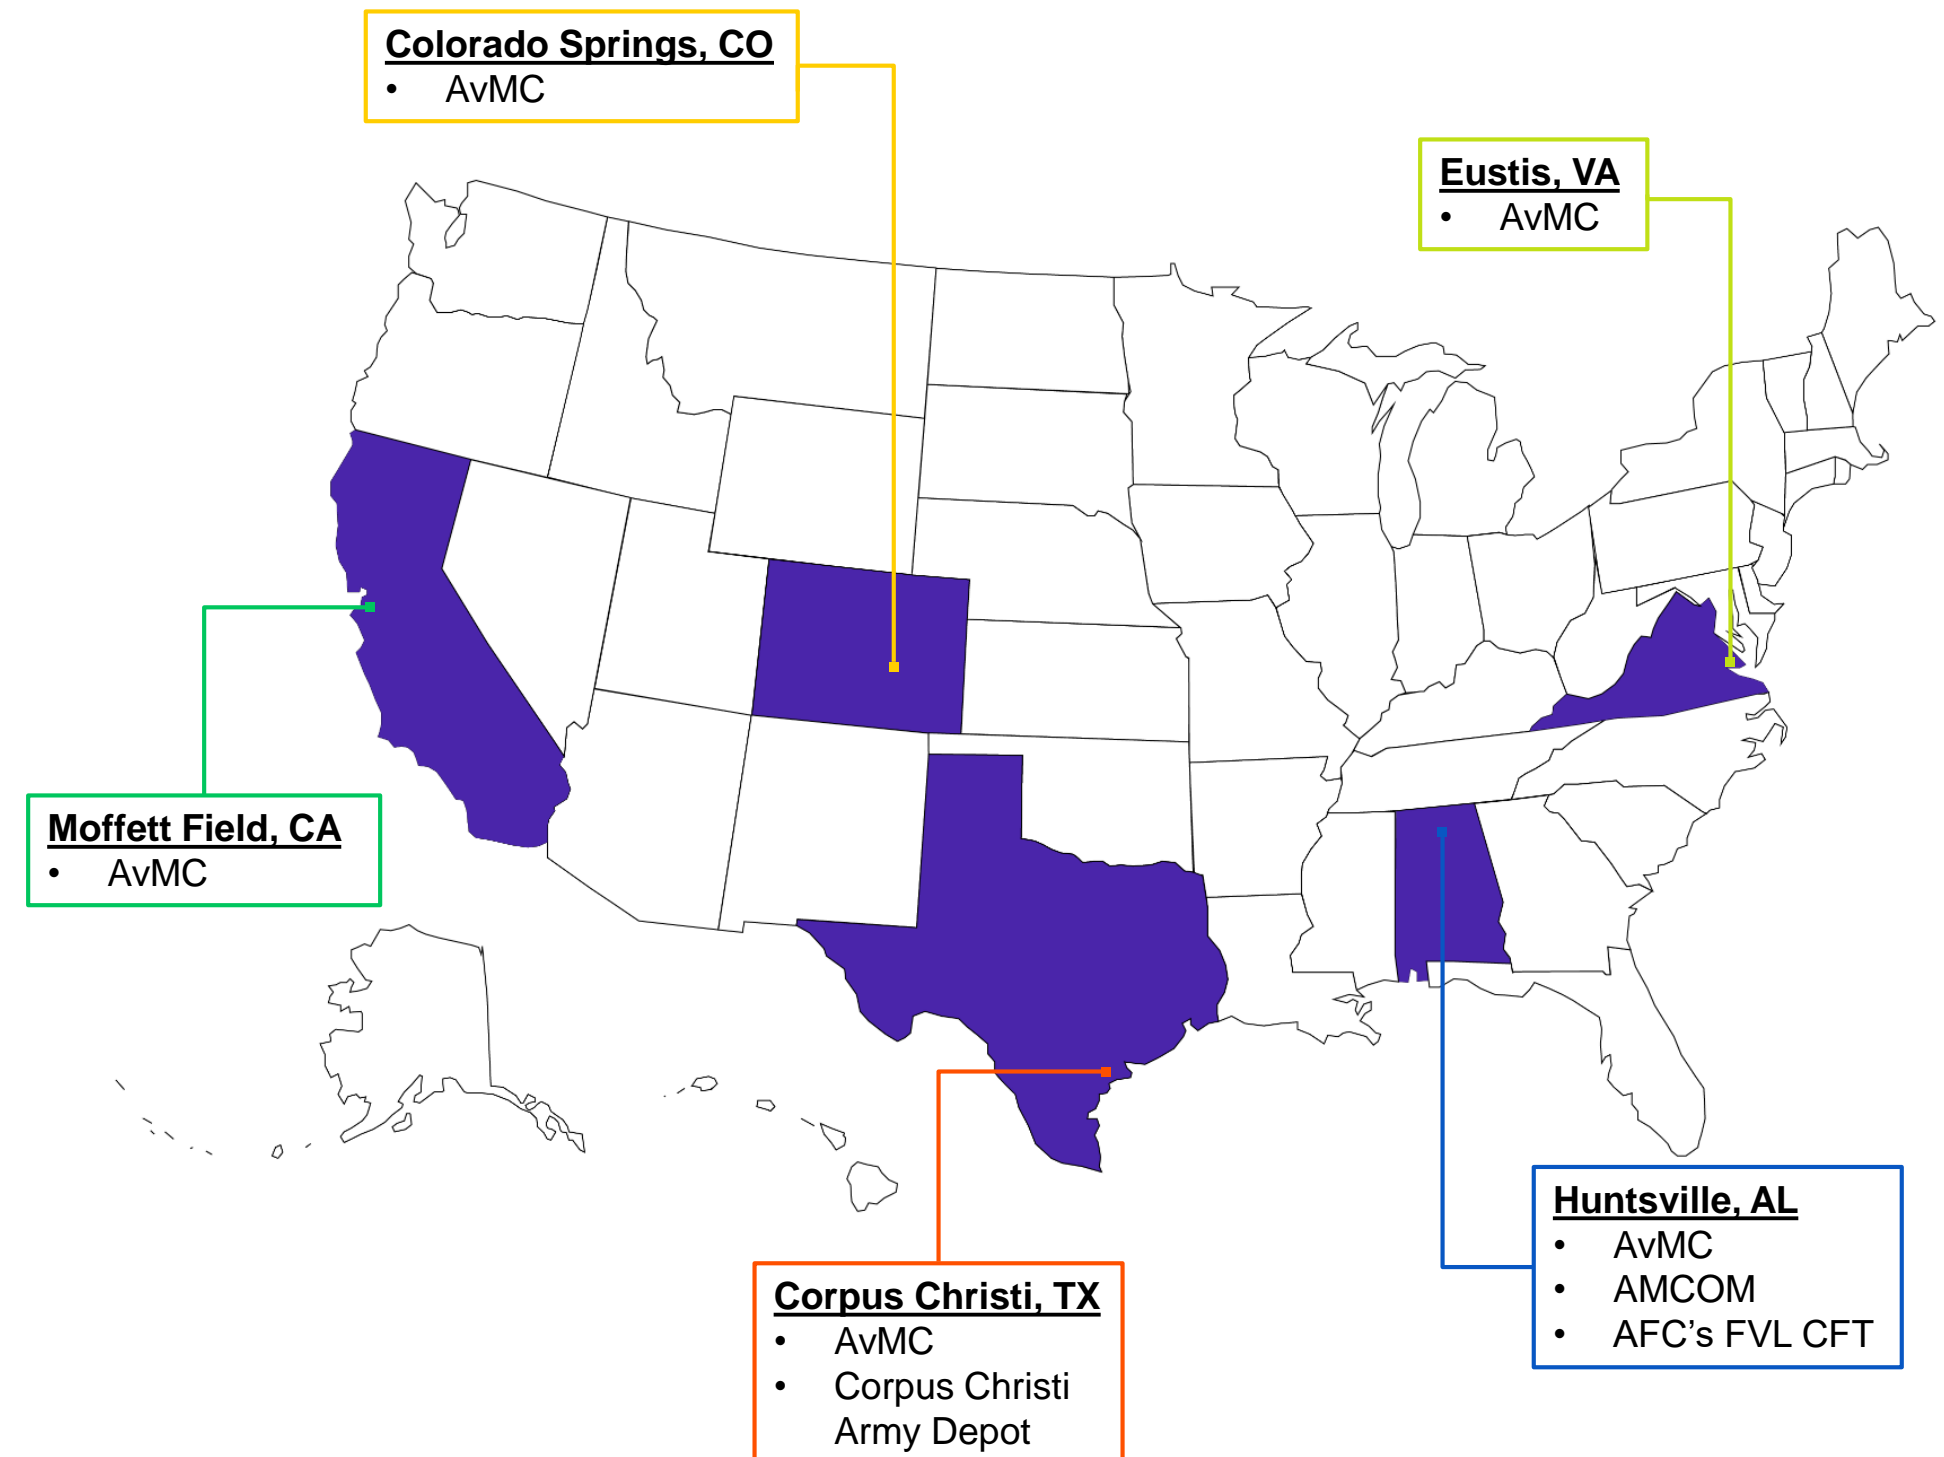 Colorado Springs, CO
• AvMC
Eustis, VA
• AvMC
Moffett Field, CA
• AvMC
Corpus Christi, TX
• AvMC
• Corpus Christi
Army Depot
Huntsville, AL
• AvMC
• AMCOM
• AFC’s FVL CFT